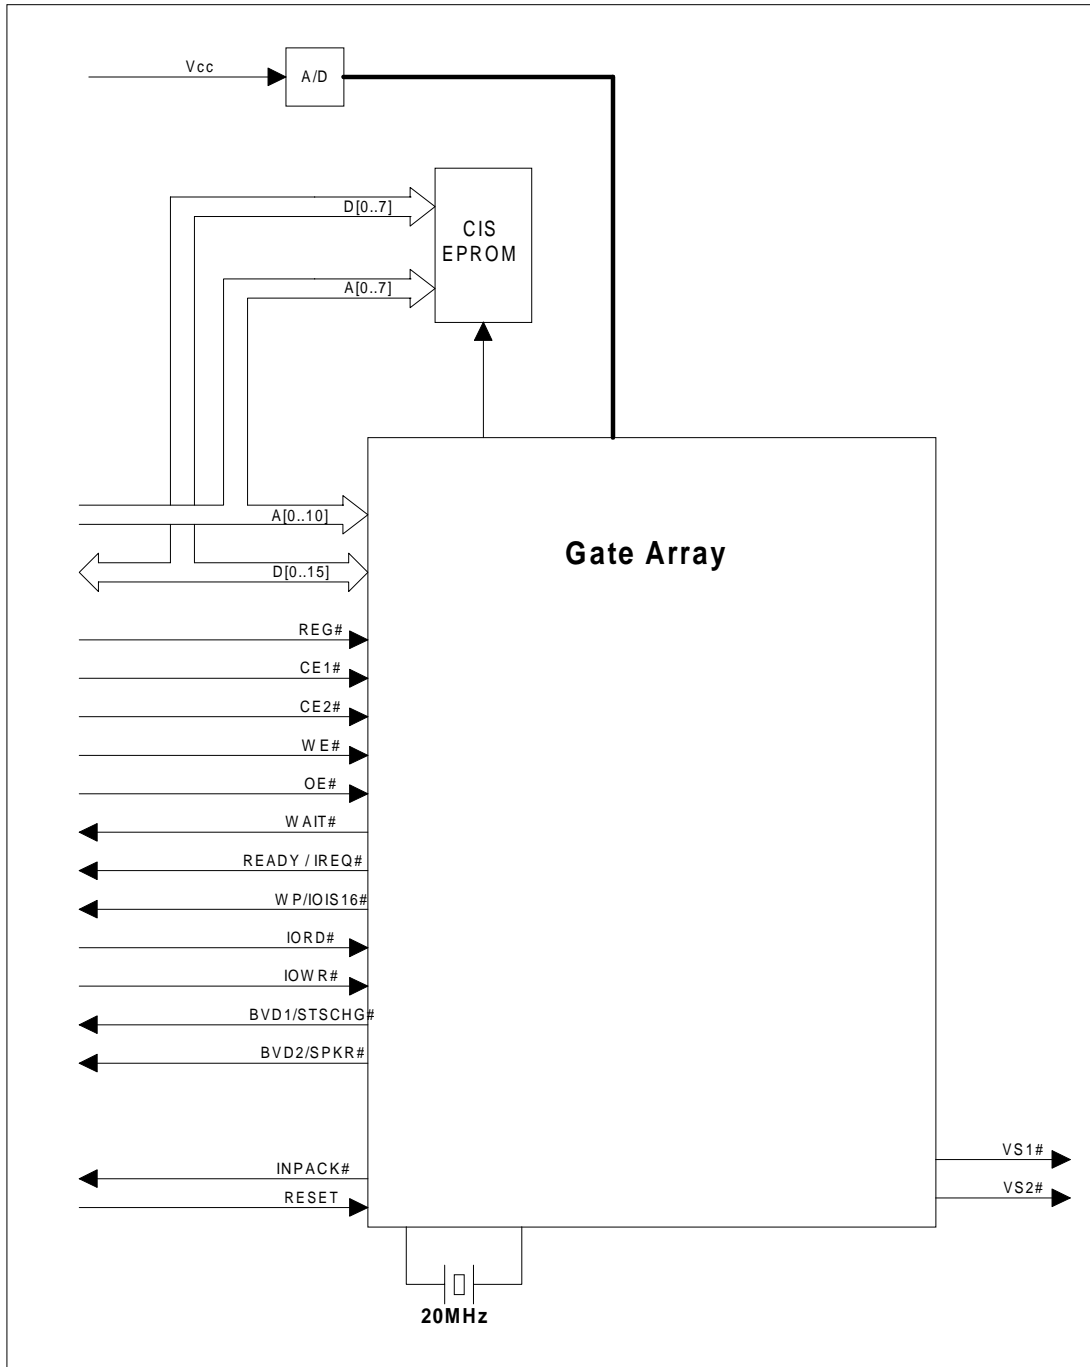 Vcc
A/D
D[0..7]
CIS
EPROM
A[0..7]
A[0..10]
Gate Array
D[0..15]
REG#
CE1#
CE2#
WE#
OE#
WAIT#
READY / IREQ#
WP/IOIS16#
IORD#
IOWR#
BVD1/STSCHG#
BVD2/SPKR#
VS1#
INPACK#
VS2#
RESET
20MHz